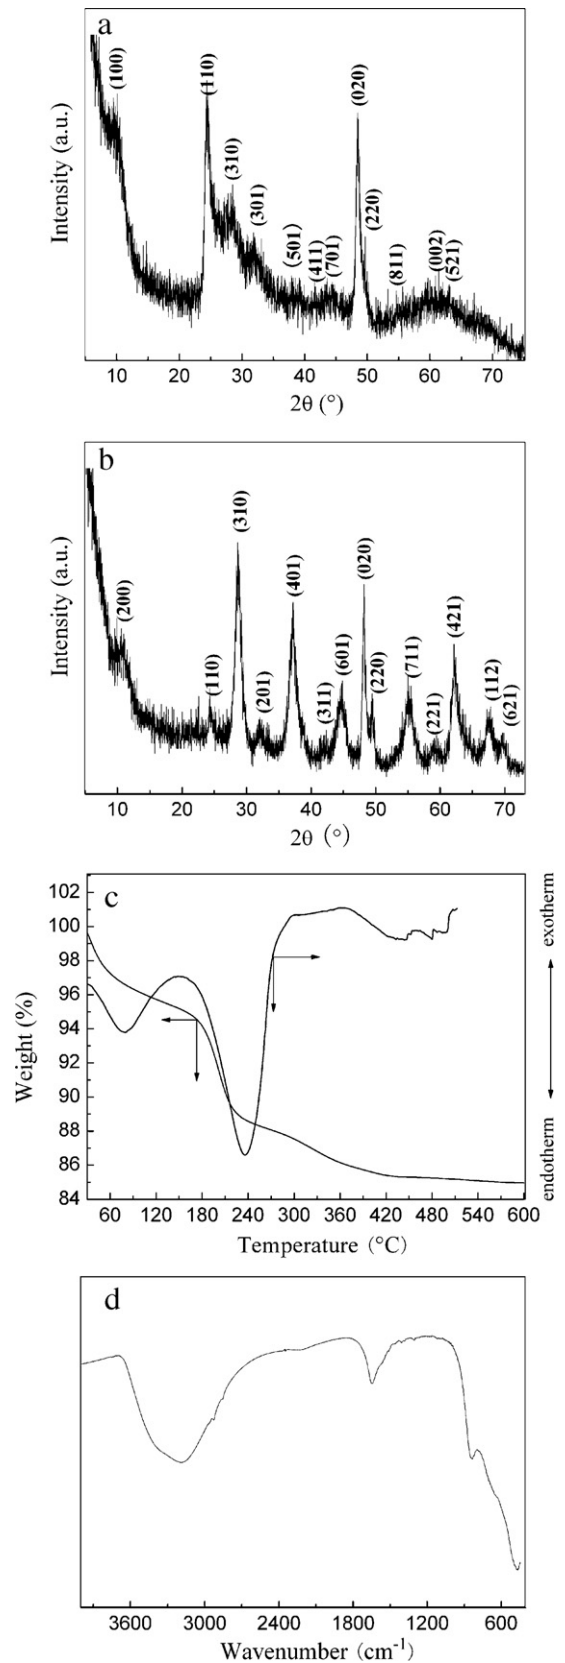 a
(100)
(110)
(310)
(301)
(501)
(411)
(701)
(020)
(220)
(811)
(002)
(521)
Intensity (a.u.)
10 20 30 40 50 60 70
2θ (°)
b
(200)
(110)
(310)
(201)
(401)
(311)
(601)
(020)
(220)
(711)
(221)
(421)
(112)
(621)
Intensity (a.u.)
10 20 30 40 50 60 70
2θ (°)
c
102
100
98
96
94
92
90
88
86
84
Weight (%)
exotherm
endotherm
60 120 180 240 300 360 420 480 540 600
Temperature (°C)
d
3600 3000 2400 1800 1200 600
Wavenumber (cm-1)